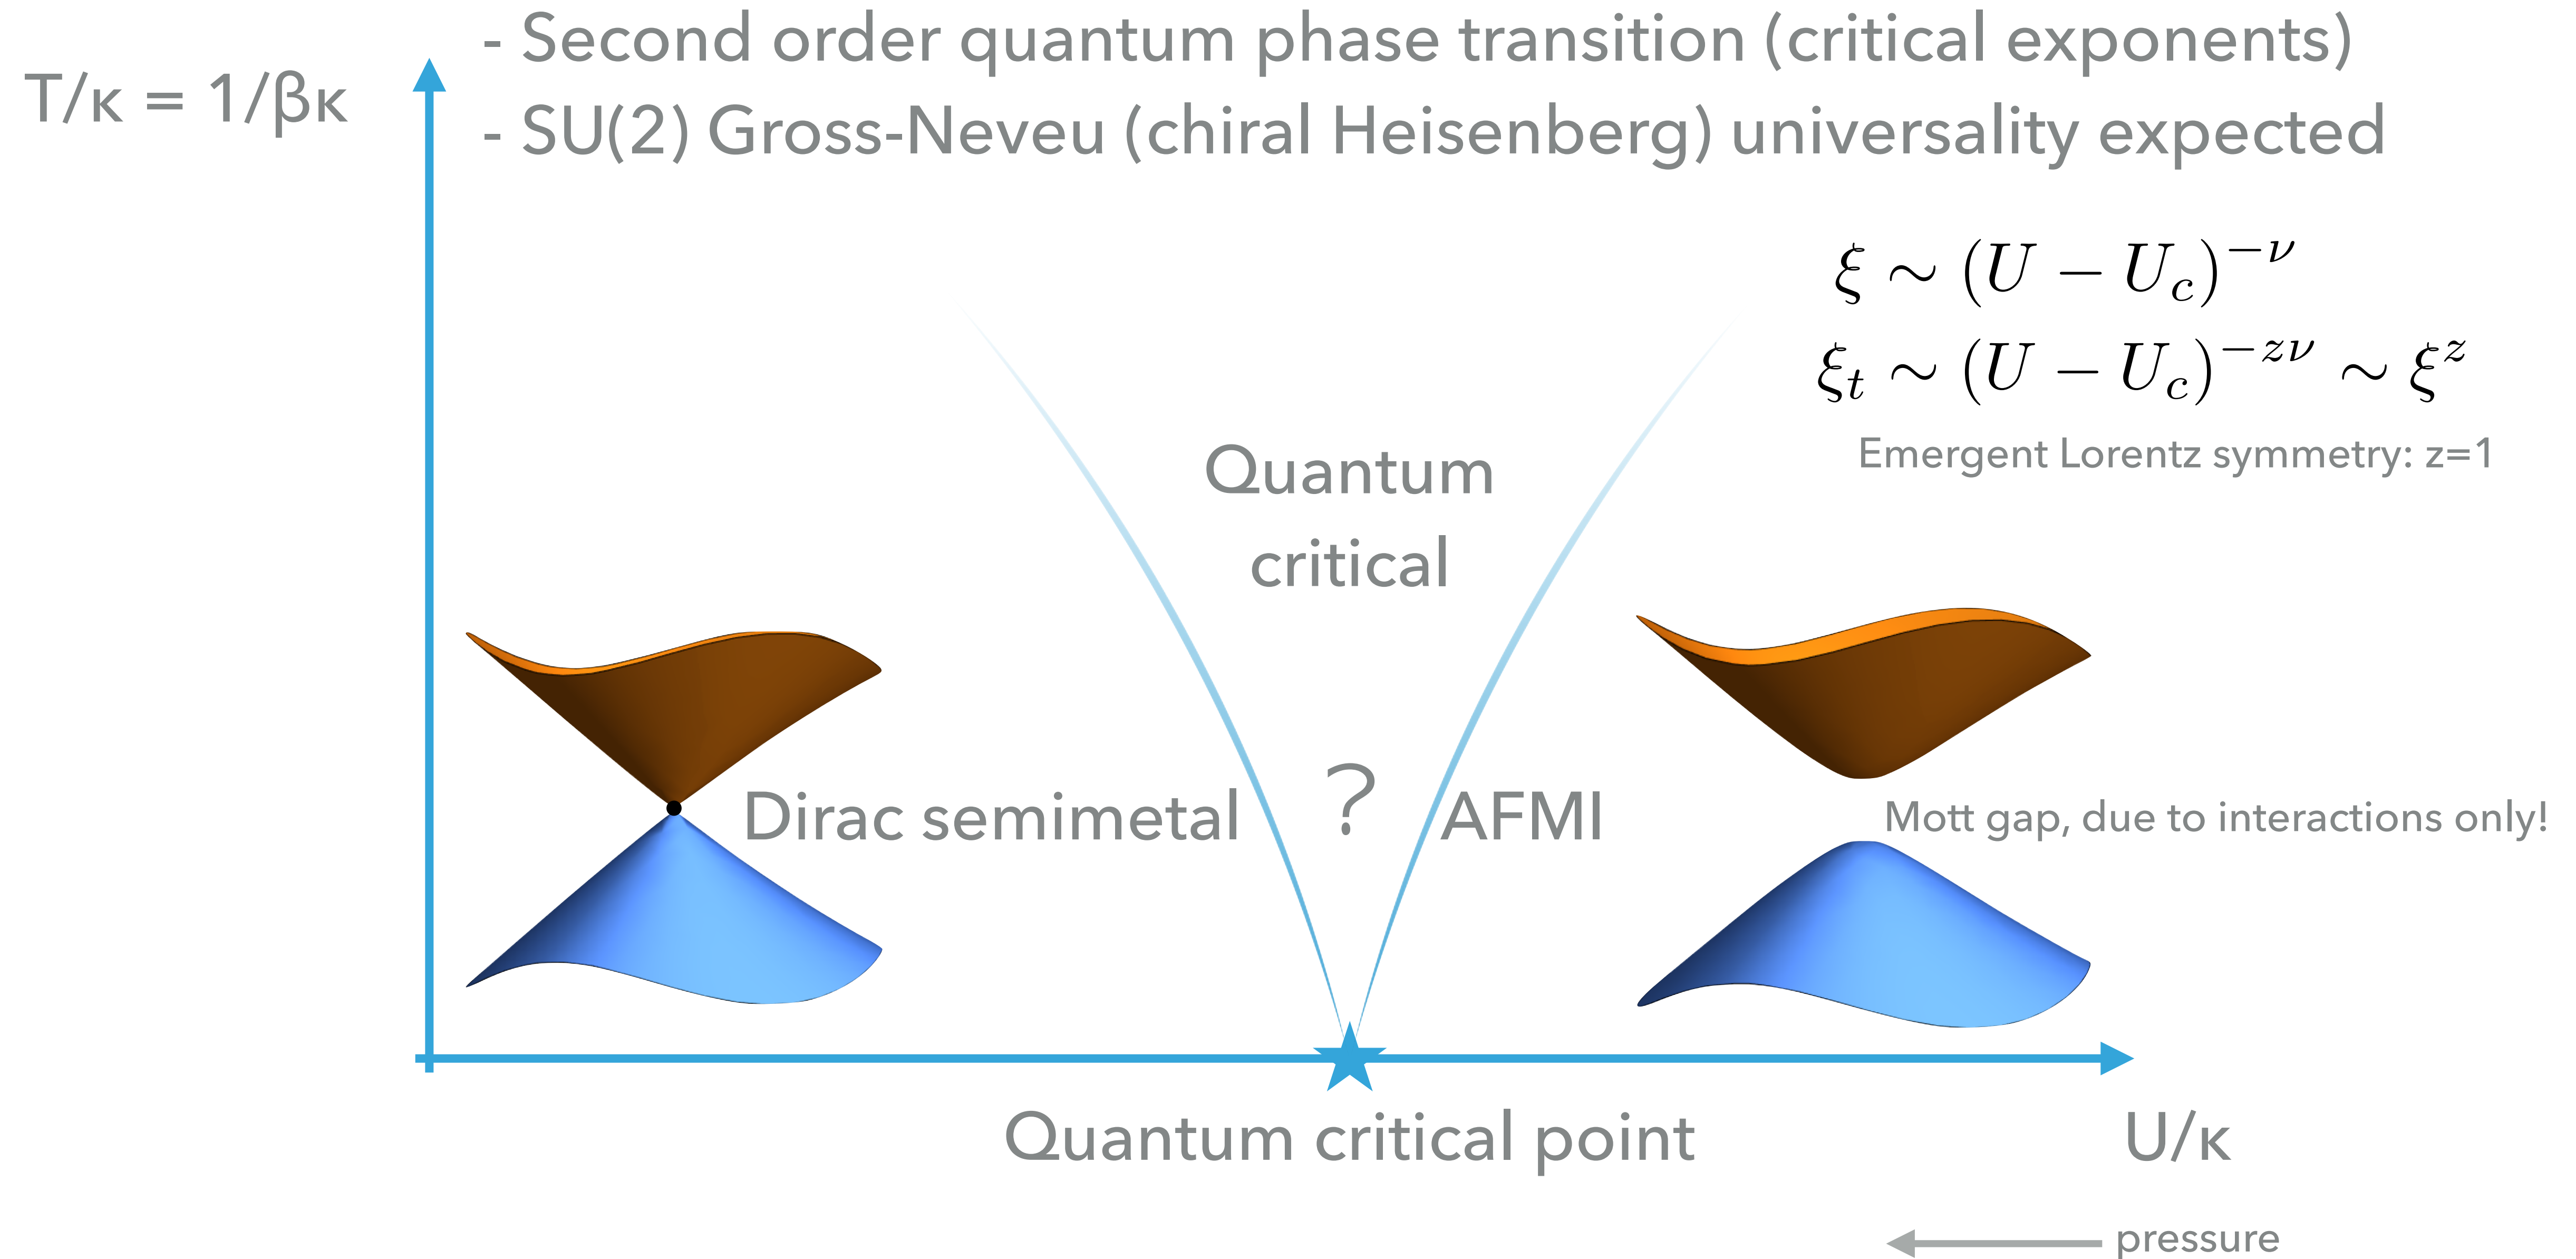 - Second order quantum phase transition (critical exponents)
T/κ = 1/βκ
- SU(2) Gross-Neveu (chiral Heisenberg) universality expected
ξ ∼ (U − U_c)^{−ν}
ξ_t ∼ (U − U_c)^{−zν} ∼ ξ^z
Emergent Lorentz symmetry: z=1
Quantum
critical
?
Dirac semimetal
AFMI
Mott gap, due to interactions only!
Quantum critical point
U/κ
pressure